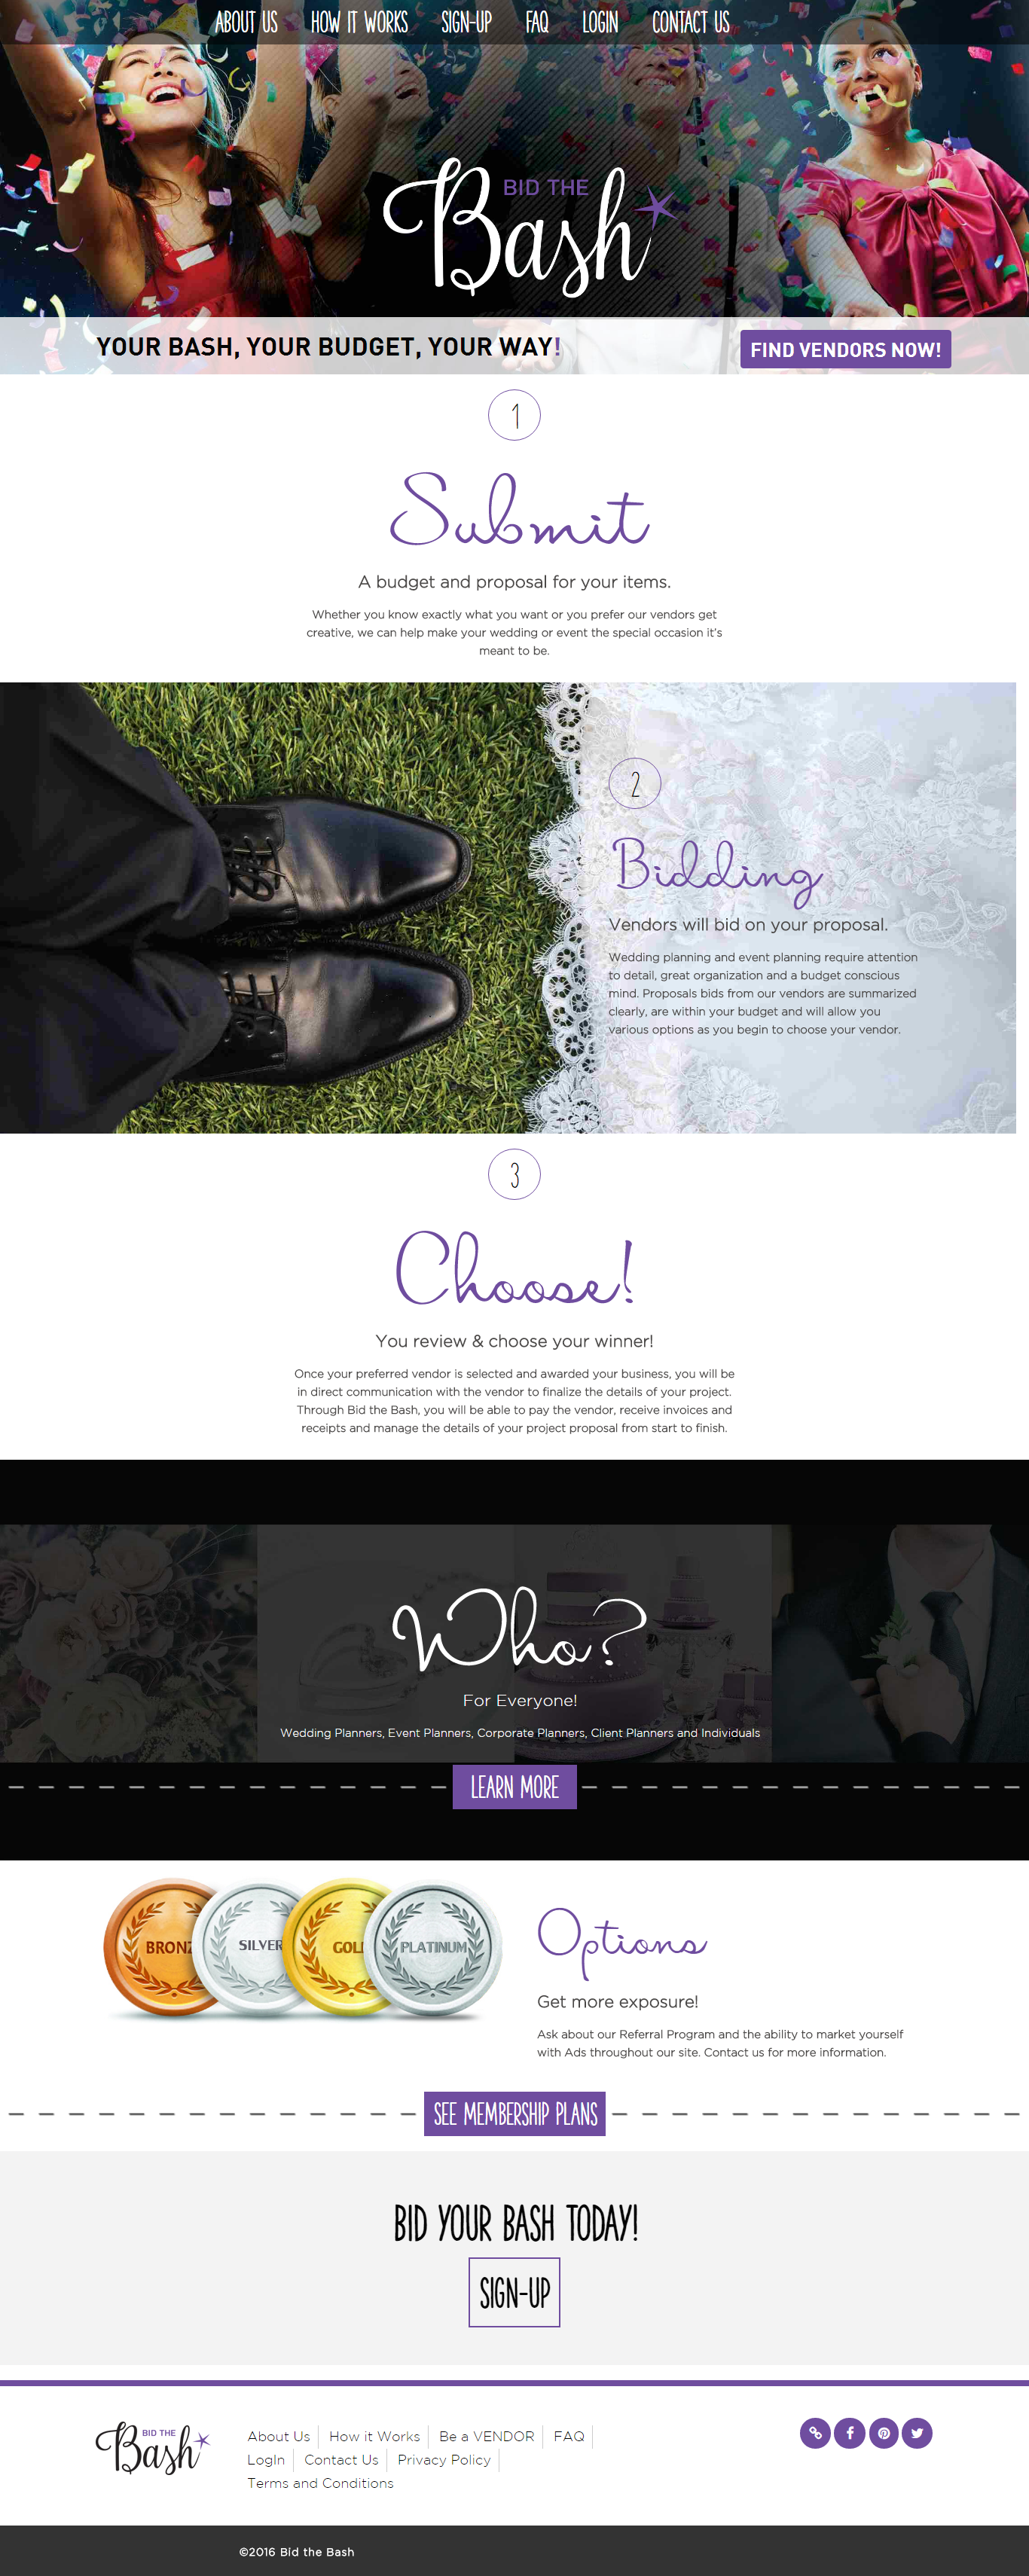 ABOUT US HOW IT WORKS SIGN-UP FAQ LOGIN CONTACT US
BID THE
Bash
YOUR BASH, YOUR BUDGET, YOUR WAY!
FIND VENDORS NOW!
1
Submit
A budget and proposal for your items.
Whether you know exactly what you want or you prefer our vendors get
creative, we can help make your wedding or event the special occasion it's
meant to be.
2
Bidding
Vendors will bid on your proposal.
Wedding planning and event planning require attention
to detail, great organization and a budget conscious
mind. Proposals bids from our vendors are summarized
clearly, are within your budget and will allow you
various options as you begin to choose your vendor.
3
Choose!
You review & choose your winner!
Once your preferred vendor is selected and awarded your business, you will be
in direct communication with the vendor to finalize the details of your project.
Through Bid the Bash, you will be able to pay the vendor, receive invoices and
receipts and manage the details of your project proposal from start to finish.
Who?
For Everyone!
Wedding Planners, Event Planners, Corporate Planners, Client Planners and Individuals
LEARN MORE
BRONZ SILVER GOL PLATINUM
Options
Get more exposure!
Ask about our Referral Program and the ability to market yourself
with Ads throughout our site. Contact us for more information.
SEE MEMBERSHIP PLANS
BID YOUR BASH TODAY!
SIGN-UP
BID THE
Bash
About Us How it Works Be a VENDOR FAQ
LogIn Contact Us Privacy Policy
Terms and Conditions
©2016 Bid the Bash